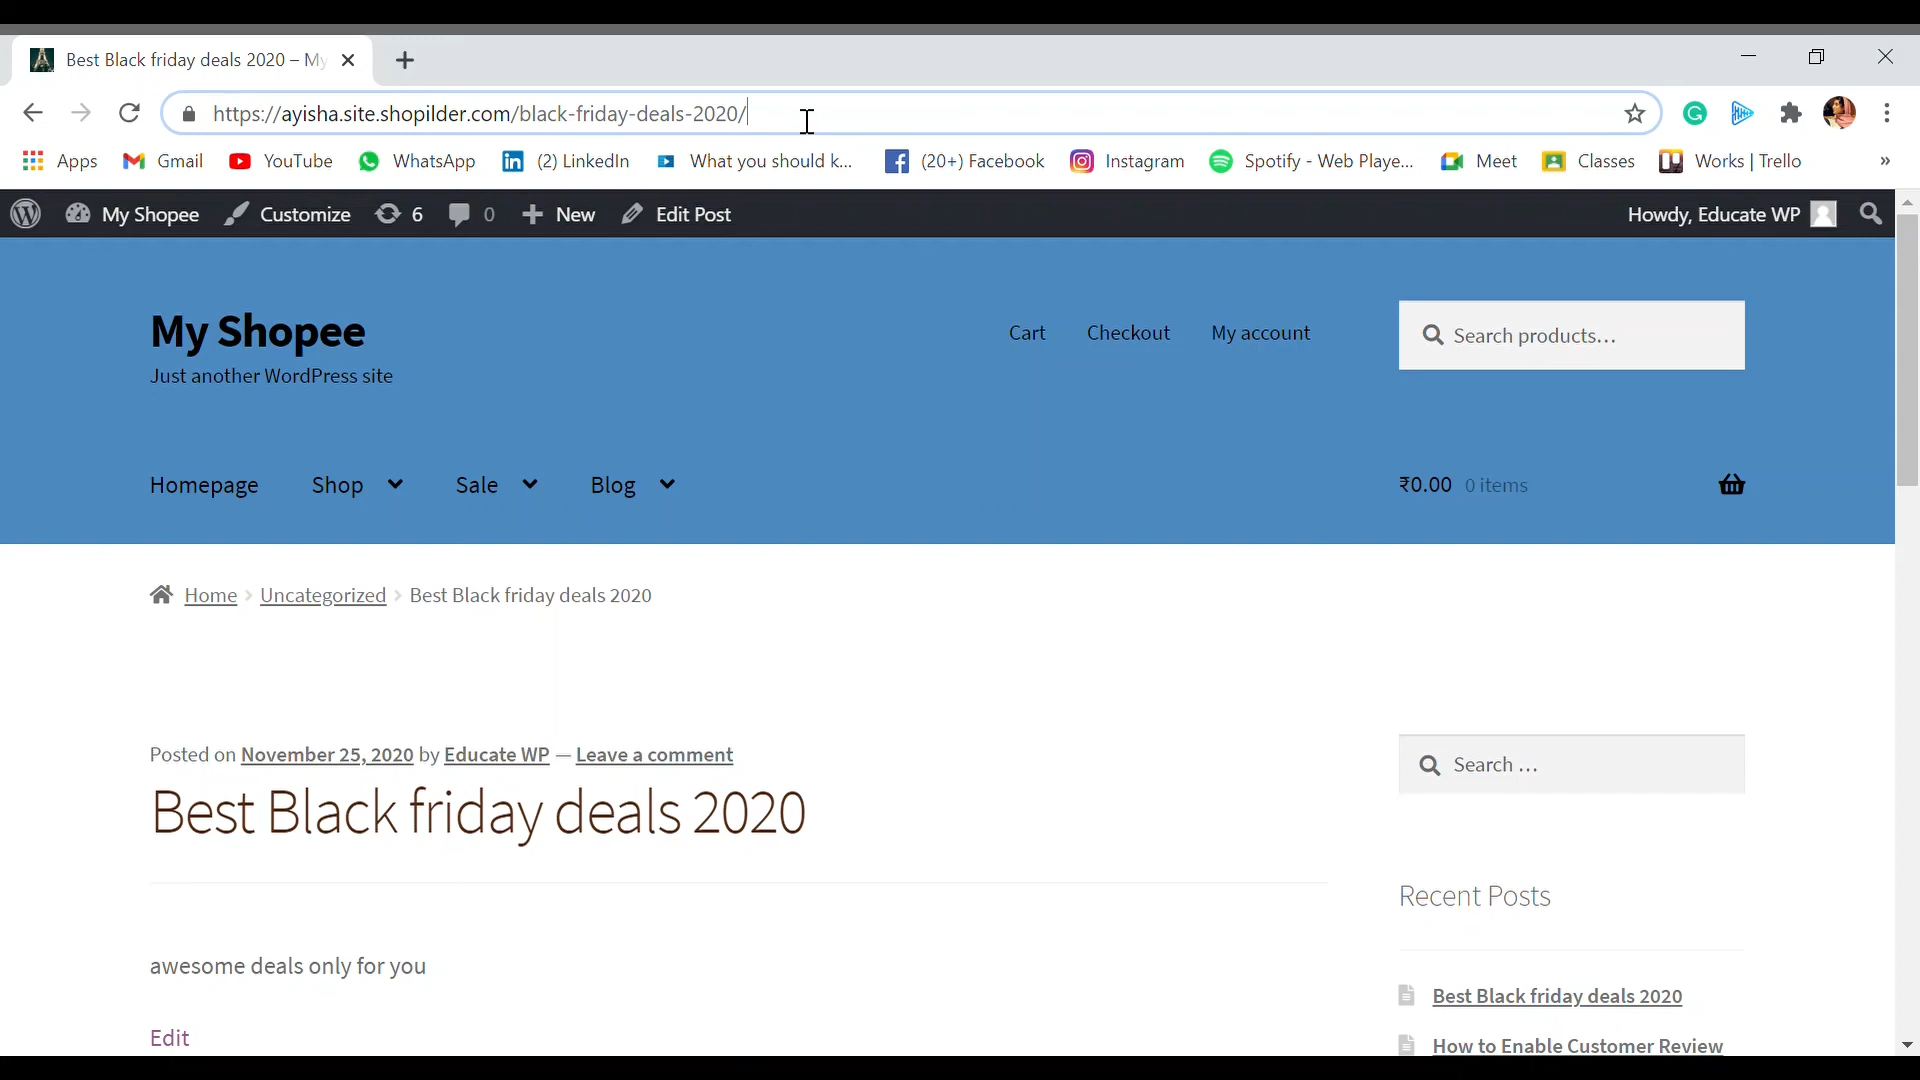 Best Black friday deals 2020 – My
https://ayisha.site.shopilder.com/black-friday-deals-2020/
Apps Gmail YouTube WhatsApp (2) LinkedIn What you should k... (20+) Facebook Instagram Spotify - Web Playe... Meet Classes Works | Trello »
My Shopee Customize 6 0 New Edit Post Howdy, Educate WP
My Shopee
Just another WordPress site
Cart Checkout My account
Search products…
Homepage Shop Sale Blog ₹0.00 0 items
Home Uncategorized Best Black friday deals 2020
Posted on November 25, 2020 by Educate WP — Leave a comment
Best Black friday deals 2020
awesome deals only for you
Edit
Search …
Recent Posts
Best Black friday deals 2020
How to Enable Customer Review